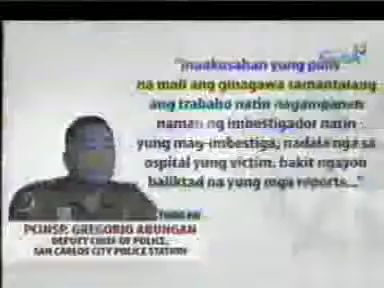 "maakusahan yung pulis
na mali ang ginagawa samantalang
ang trabaho natin nagampanan
naman ng imbestigador natin
yung mag-imbestiga, nadala nga sa
ospital yung victim. bakit ngayon
baliktad na yung mga reports..."
PCINSP. GREGORIO ABUNGAN
DEPUTY CHIEF OF POLICE,
SAN CARLOS CITY POLICE STATION